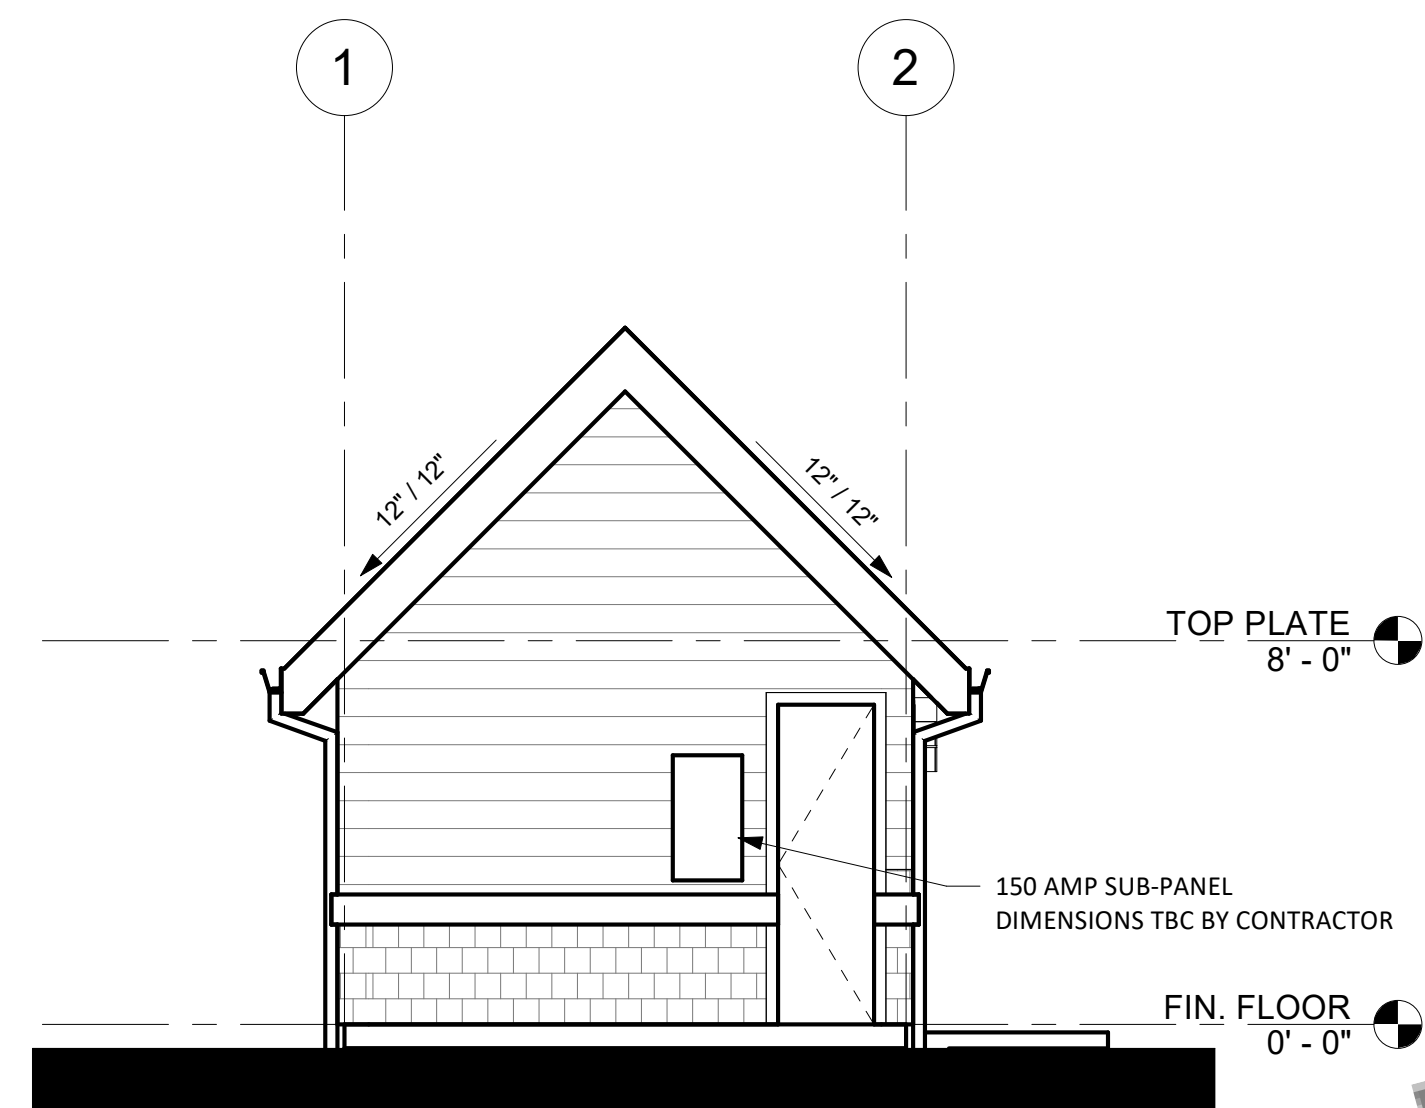 1
2
12" / 12"
12" / 12"
TOP PLATE
8' - 0"
150 AMP SUB-PANEL
DIMENSIONS TBC BY CONTRACTOR
FIN. FLOOR
0' - 0"